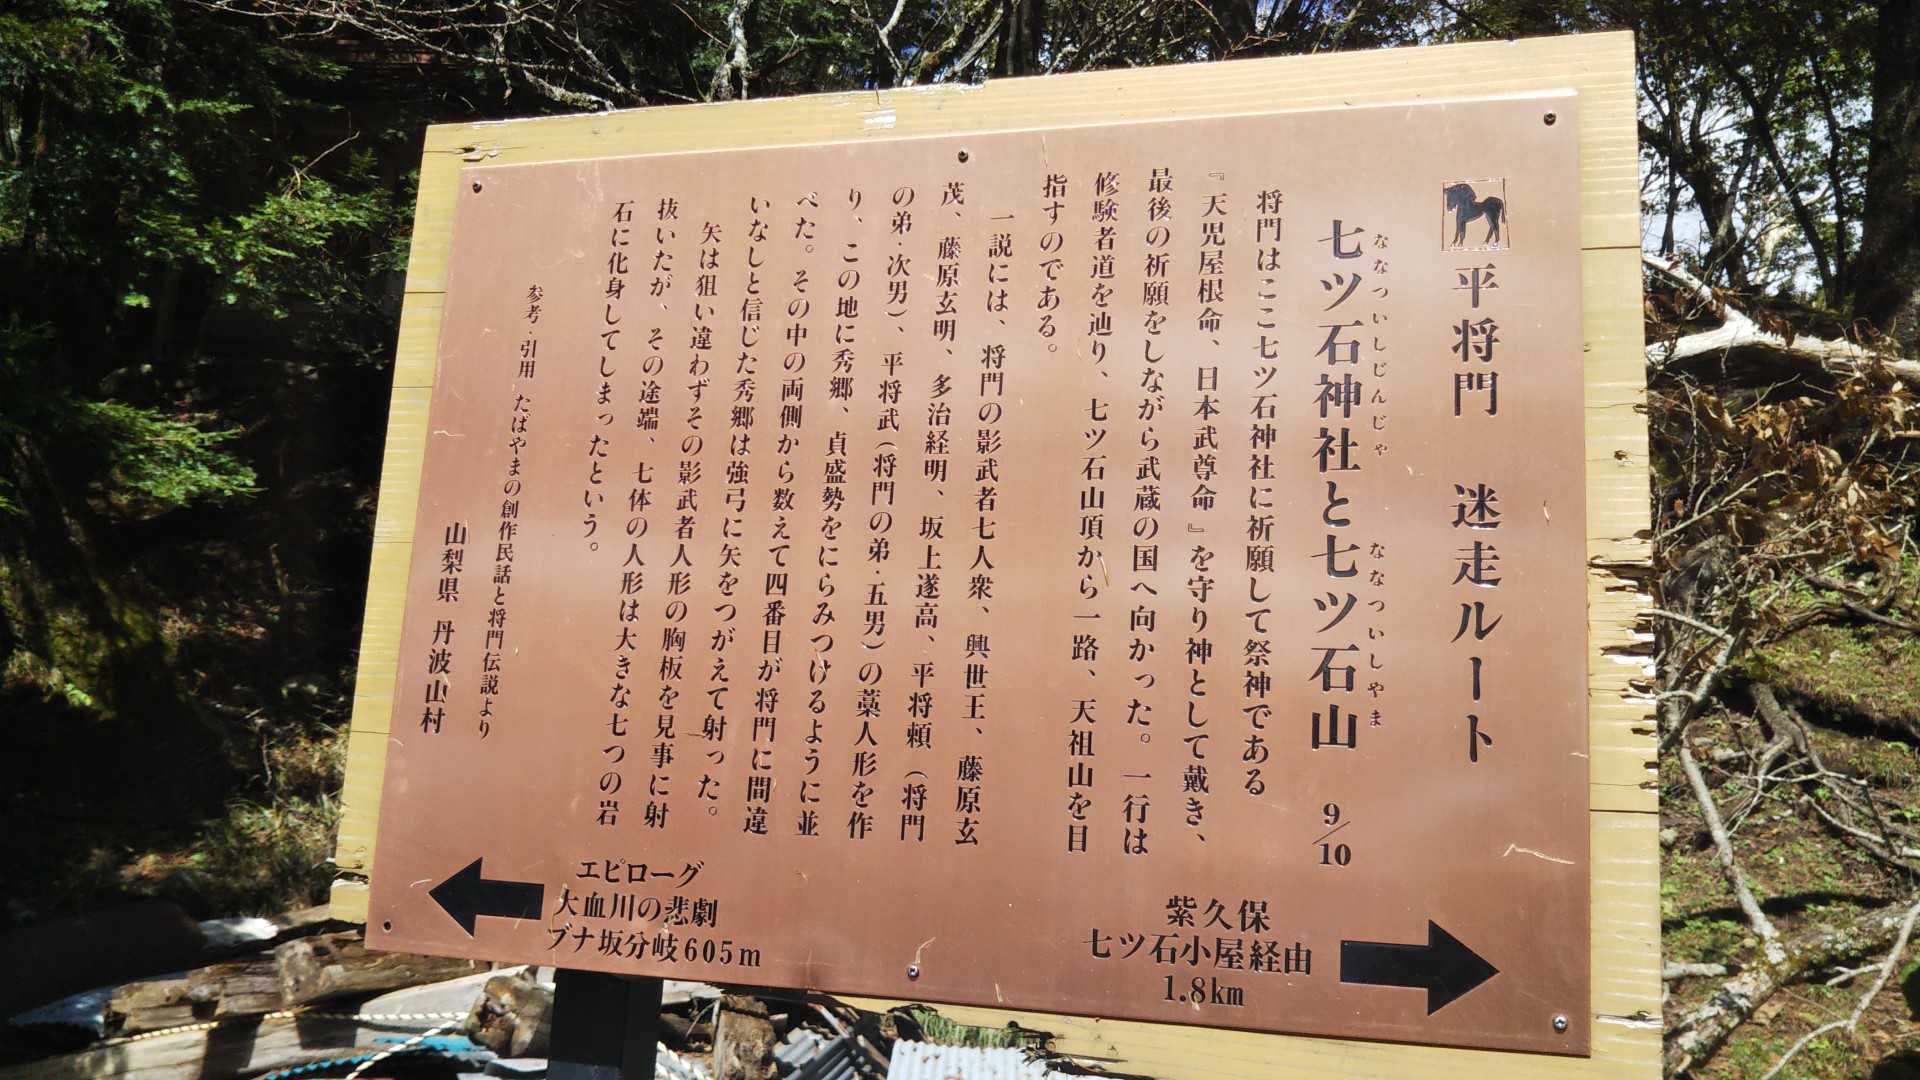 平将門 迷走ルート
七ツ石神社と七ツ石山 9/10
ななついしじんじゃ ななついしやま
将門はここ七ツ石神社に祈願して祭神である
『天児屋根命、日本武尊命』を守り神として戴き、
最後の祈願をしながら武蔵の国へ向かった。一行は
修験者道を辿り、七ツ石山頂から一路、天祖山を目
指すのである。
一説には、将門の影武者七人衆、興世王、藤原玄
茂、藤原玄明、多治経明、坂上遂高、平将頼(将門
の弟·次男)、平将武(将門の弟·五男)の藁人形を作
り、この地に秀郷、貞盛勢をにらみつけるように並
べた。その中の両側から数えて四番目が将門に間違
いなしと信じた秀郷は強弓に矢をつがえて射った。
矢は狙い違わずその影武者人形の胸板を見事に射
抜いたが、その途端、七体の人形は大きな七つの岩
石に化身してしまったという。
参考·引用 たばやまの創作民話と将門伝説より
山梨県 丹波山村
紫久保
七ツ石小屋経由
1.8km
エピローグ
大血川の悲劇
ブナ坂分岐605m